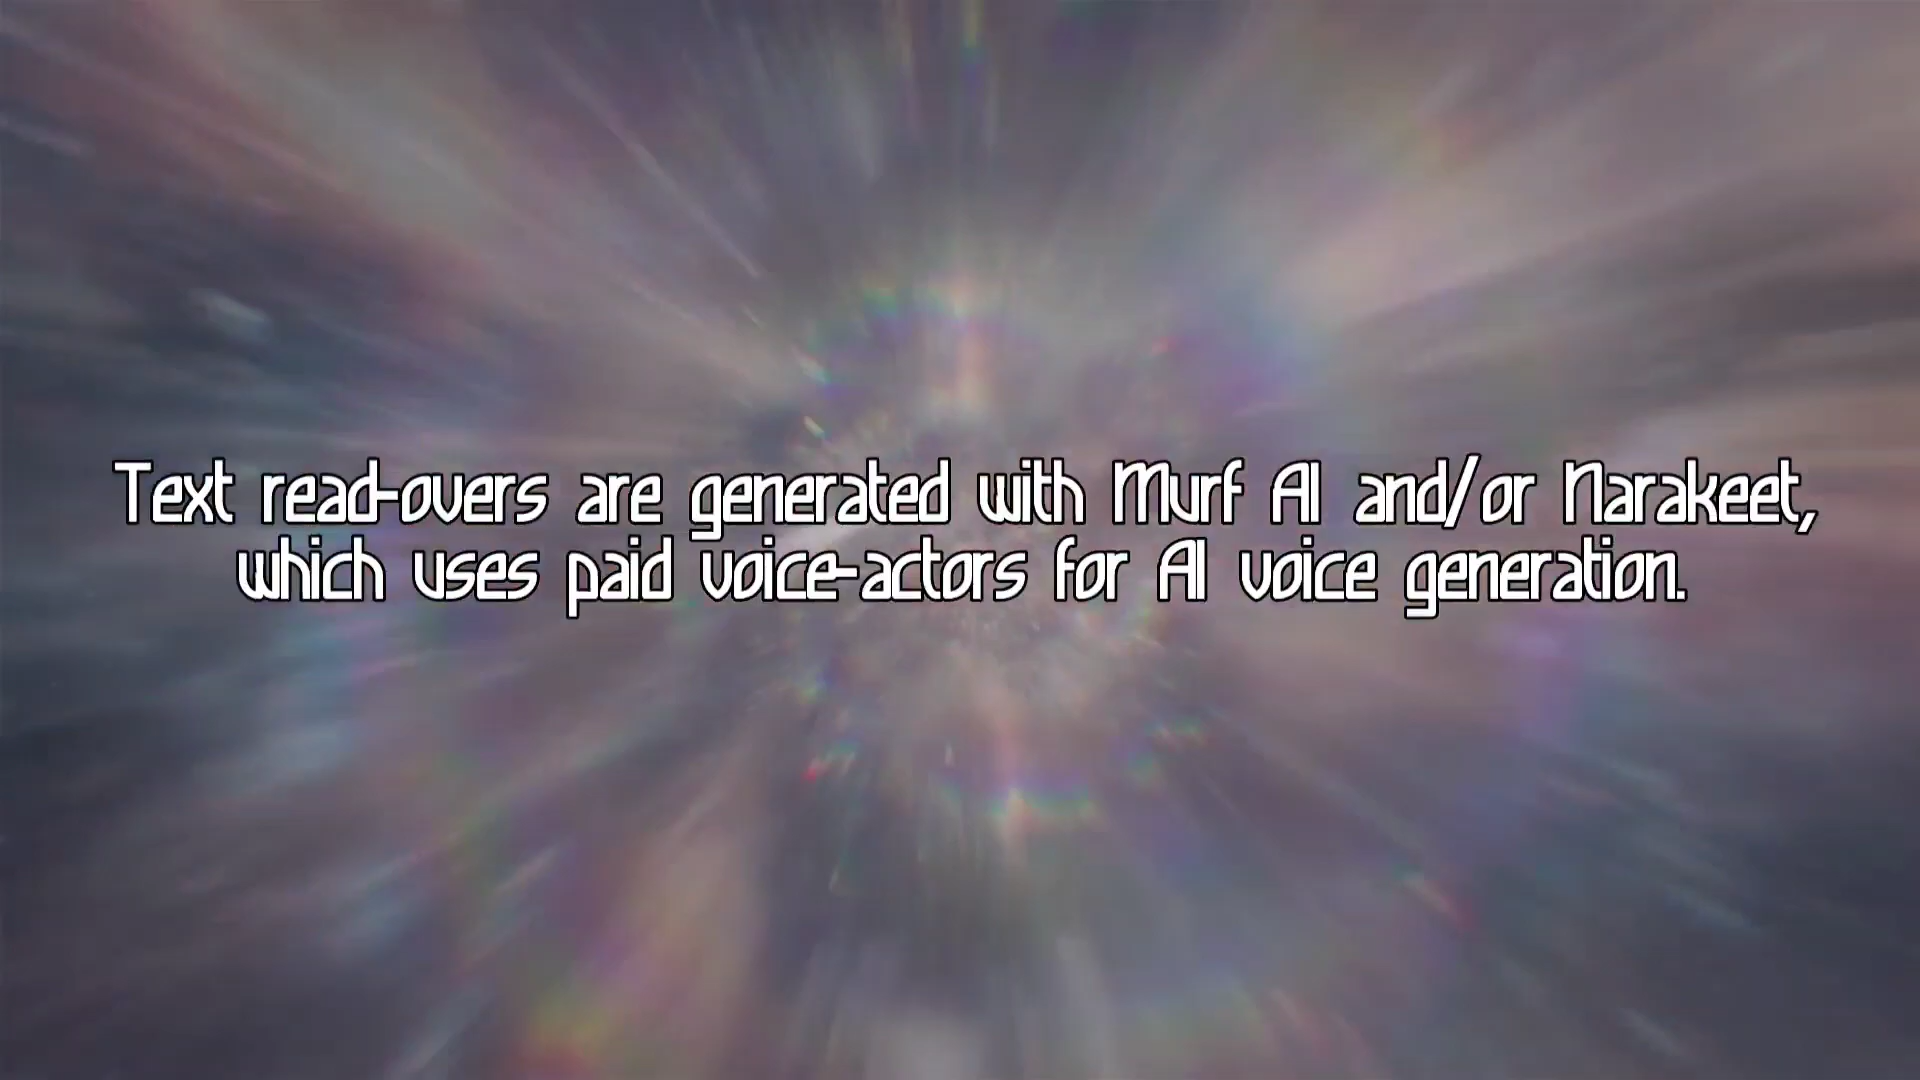 Text read-overs are generated with Murf AI and/or Narakeet,
which uses paid voice-actors for AI voice generation.